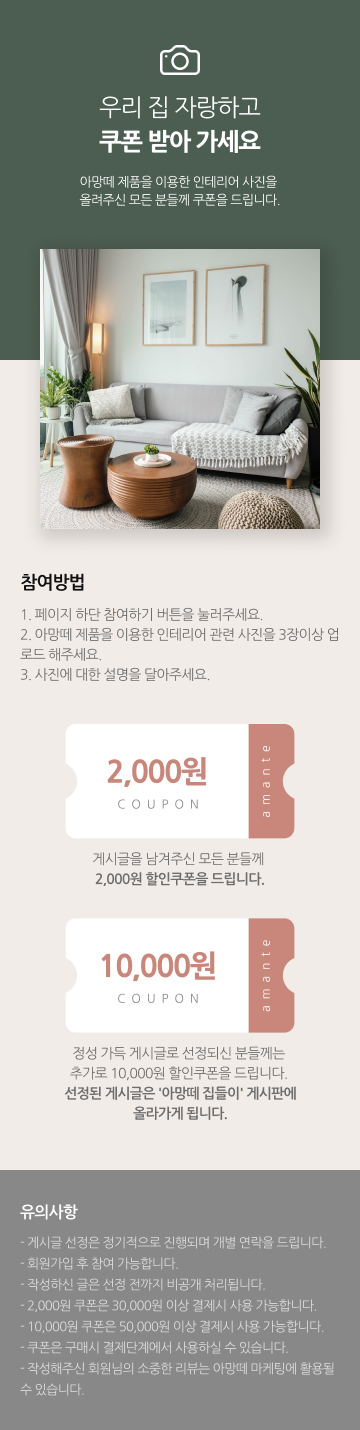 우리 집 자랑하고
쿠폰 받아 가세요
아망떼 제품을 이용한 인테리어 사진을
올려주신 모든 분들께 쿠폰을 드립니다.
참여방법
1. 페이지 하단 참여하기 버튼을 눌러주세요.
2. 아망떼 제품을 이용한 인테리어 관련 사진을 3장이상 업
로드 해주세요.
3. 사진에 대한 설명을 달아주세요.
2,000원
COUPON
amante
게시글을 남겨주신 모든 분들께
2,000원 할인쿠폰을 드립니다.
10,000원
COUPON
amante
정성 가득 게시글로 선정되신 분들께는
추가로 10,000원 할인쿠폰을 드립니다.
선정된 게시글은 '아망떼 집들이' 게시판에
올라가게 됩니다.
유의사항
- 게시글 선정은 정기적으로 진행되며 개별 연락을 드립니다.
- 회원가입 후 참여 가능합니다.
- 작성하신 글은 선정 전까지 비공개 처리됩니다.
- 2,000원 쿠폰은 30,000원 이상 결제시 사용 가능합니다.
- 10,000원 쿠폰은 50,000원 이상 결제시 사용 가능합니다.
- 쿠폰은 구매시 결제단계에서 사용하실 수 있습니다.
- 작성해주신 회원님의 소중한 리뷰는 아망떼 마케팅에 활용될
수 있습니다.